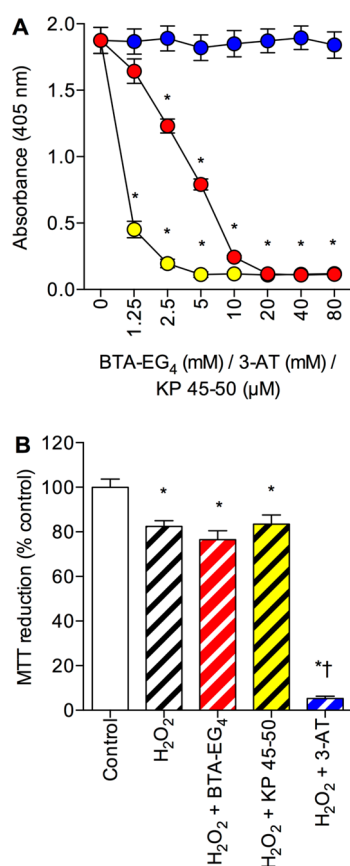 A
Absorbance (405 nm)
2.0
1.5
1.0
0.5
0.0
* * * * * * * * * *
0 1.25 2.5 5 10 20 40 80
BTA-EG₄ (mM) / 3-AT (mM) /
KP 45-50 (µM)
B
MTT reduction (% control)
120
100
80
60
40
20
0
* * * *†
Control
H₂O₂
H₂O₂ + BTA-EG₄
H₂O₂ + KP 45-50
H₂O₂ + 3-AT